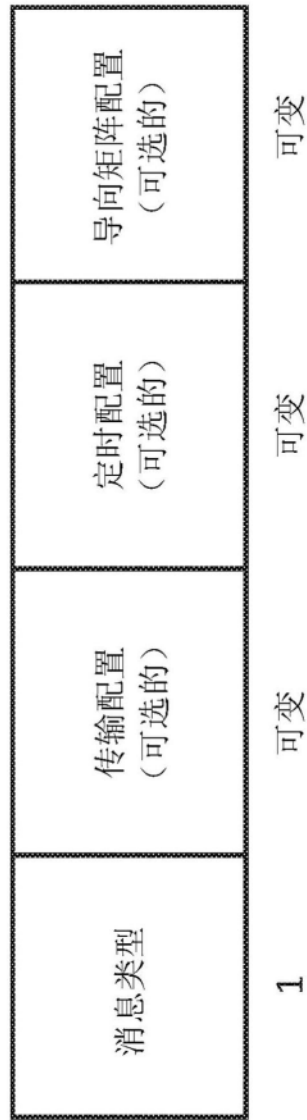 消息类型
传输配置
（可选的）
定时配置
（可选的）
导向矩阵配置
（可选的）
1
可变
可变
可变